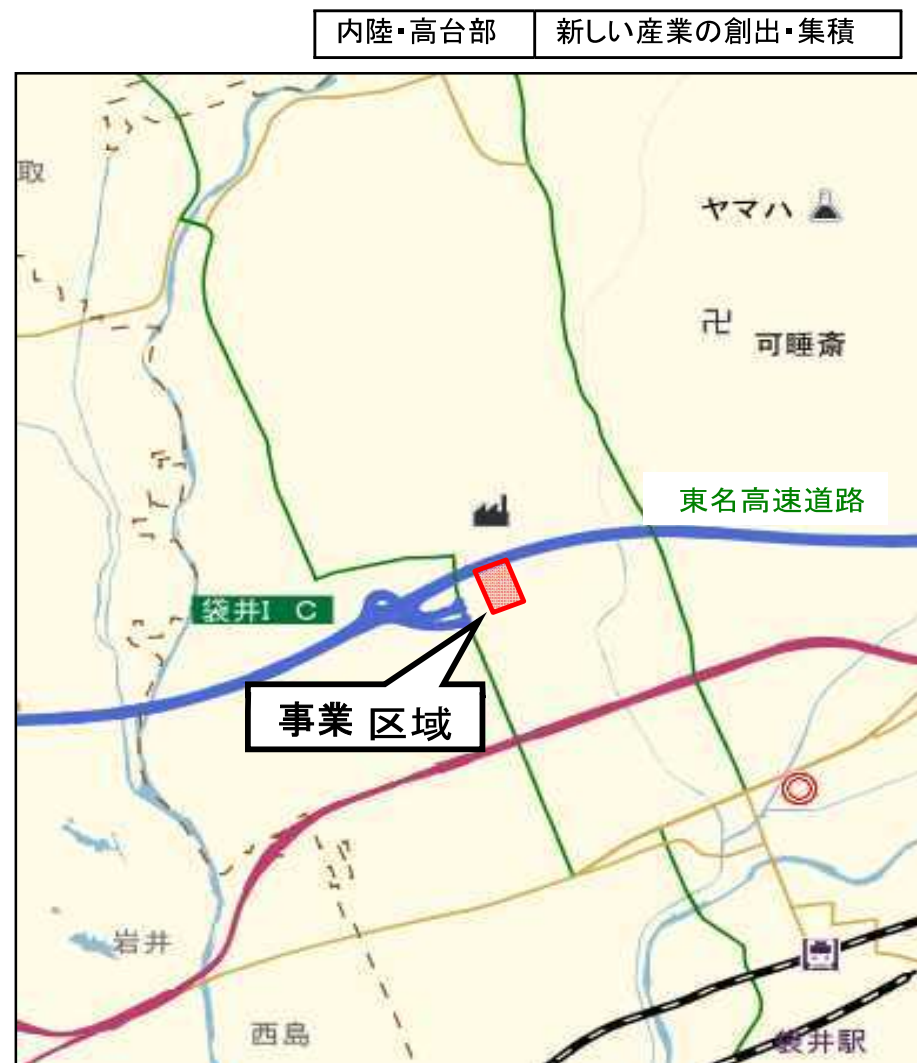 内陸・高台部 新しい産業の創出・集積
取
ヤマハ
可睡斎
東名高速道路
袋井I C
事業 区域
岩井
西島
袋井駅